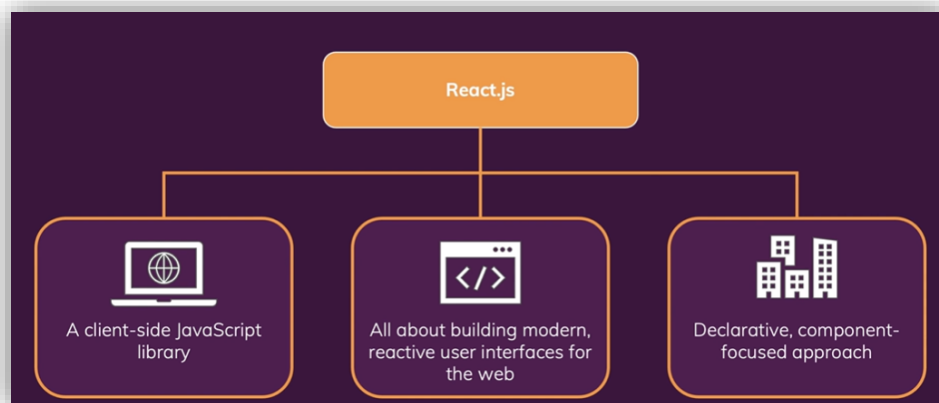 React.js
A client-side JavaScript
library
All about building modern,
reactive user interfaces for
the web
Declarative, component-
focused approach